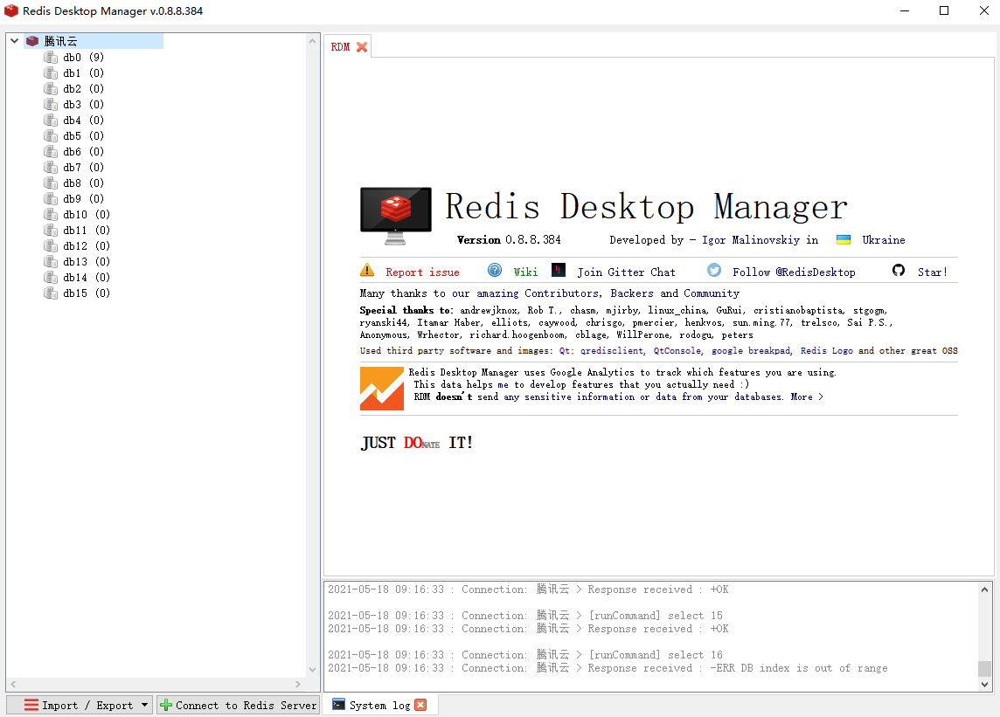 Redis Desktop Manager v.0.8.8.384
腾讯云
db0 (9)
db1 (0)
db2 (0)
db3 (0)
db4 (0)
db5 (0)
db6 (0)
db7 (0)
db8 (0)
db9 (0)
db10 (0)
db11 (0)
db12 (0)
db13 (0)
db14 (0)
db15 (0)
Import / Export
Connect to Redis Server
RDM
Redis Desktop Manager
Version 0.8.8.384 Developed by - Igor Malinovskiy in Ukraine
Report issue Wiki Join Gitter Chat Follow @RedisDesktop Star!
Many thanks to our amazing Contributors, Backers and Community
Special thanks to: andrewjknox, Rob T., chasm, mjirby, linux_china, GuRui, cristianobaptista, stgogm,
ryanski44, Itamar Haber, elliots, caywood, chrisgo, pmercier, henkvos, sun.ming.77, trelsco, Sai P.S.,
Anonymous, Wrhector, richard.hoogenboom, cblage, WillPerone, rodogu, peters
Used third party software and images: Qt; qredisclient, QtConsole, google breakpad, Redis Logo and other great OSS
Redis Desktop Manager uses Google Analytics to track which features you are using.
This data helps me to develop features that you actually need :)
RDM doesn't send any sensitive information or data from your databases. More >
JUST DONATE IT!
2021-05-18 09:16:33 : Connection: 腾讯云 > Response received : +OK
2021-05-18 09:16:33 : Connection: 腾讯云 > [runCommand] select 15
2021-05-18 09:16:33 : Connection: 腾讯云 > Response received : +OK
2021-05-18 09:16:33 : Connection: 腾讯云 > [runCommand] select 16
2021-05-18 09:16:33 : Connection: 腾讯云 > Response received : -ERR DB index is out of range
System log